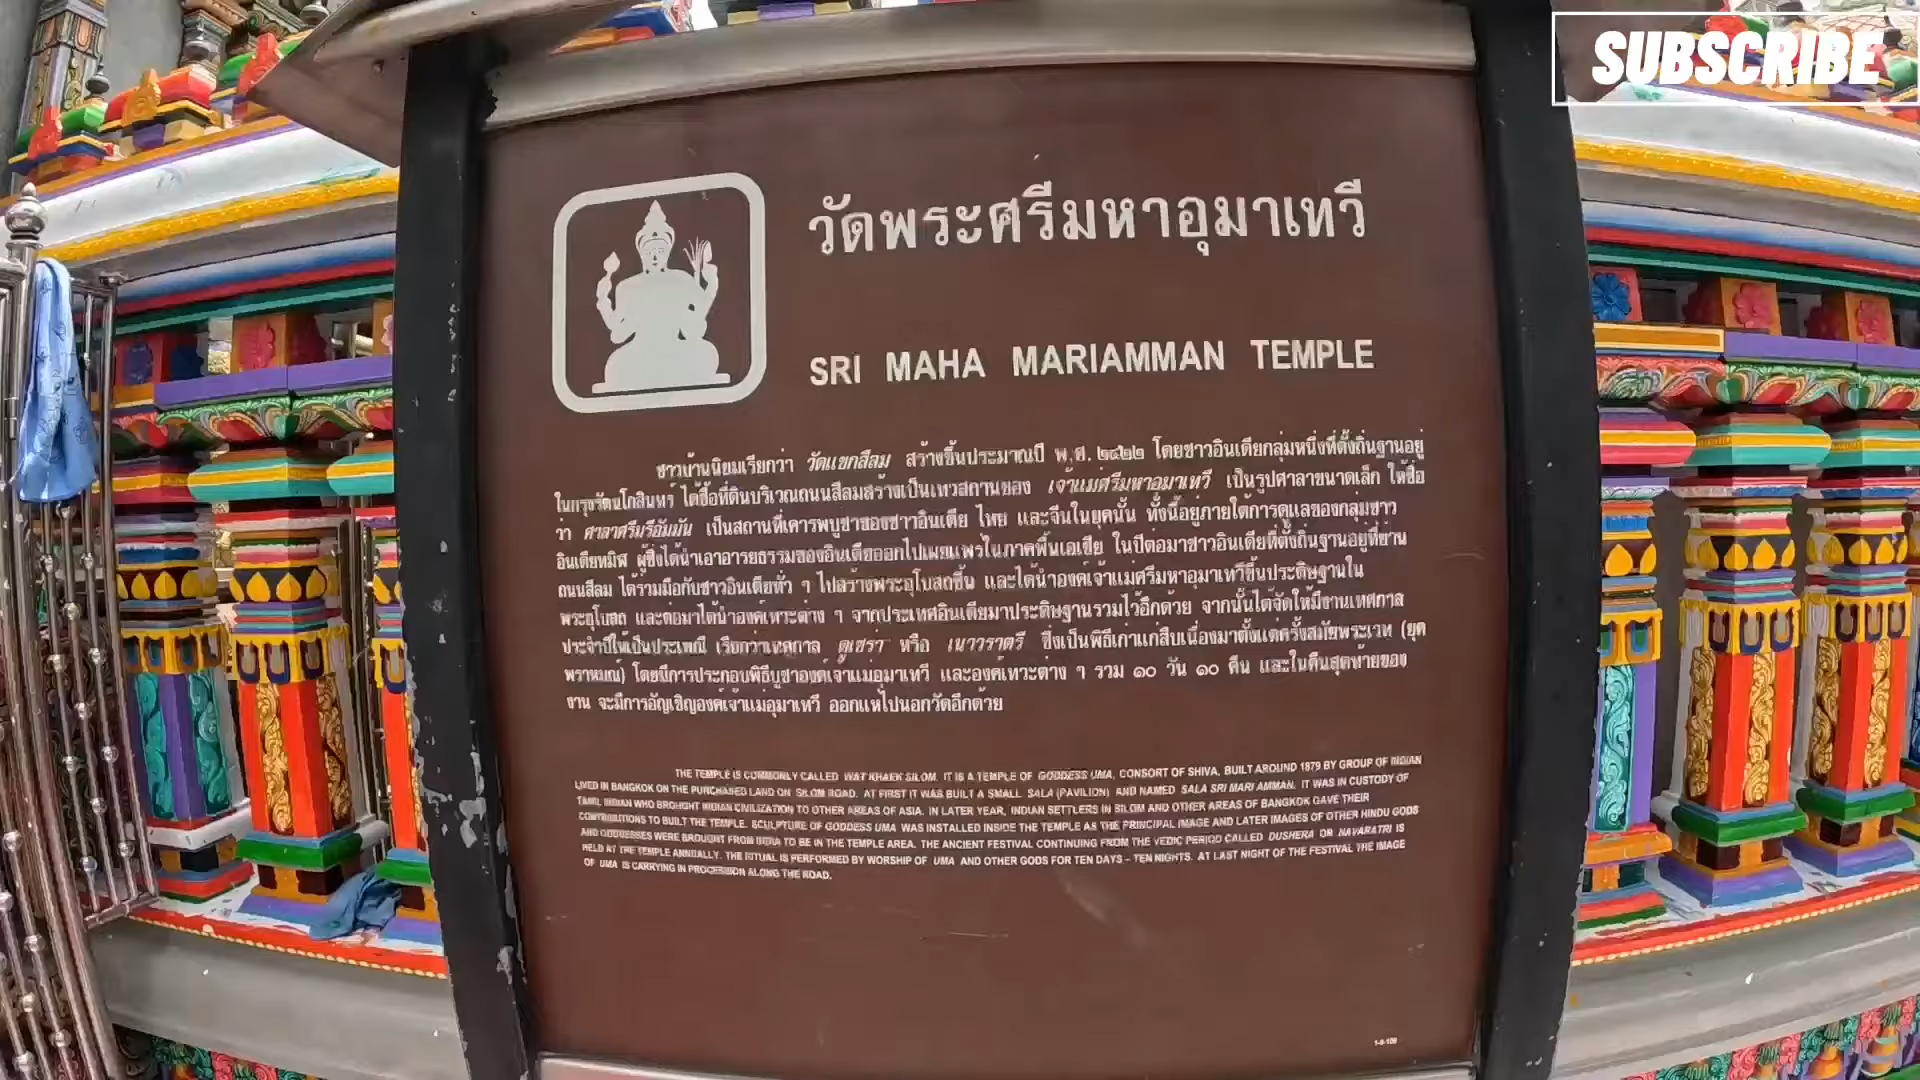 SUBSCRIBE
วัดพระศรีมหาอุมาเทวี
SRI MAHA MARIAMMAN TEMPLE
ชาวบ้านนิยมเรียกว่า วัดแขกสีลม สร้างขึ้นประมาณปี พ.ศ. ๒๔๒๒ โดยชาวอินเดียกลุ่มหนึ่งที่ตั้งถิ่นฐานอยู่
ในกรุงรัตนโกสินทร์ ได้ซื้อที่ดินบริเวณถนนสีลมสร้างเป็นเทวสถานของ เจ้าแม่ศรีมหาอุมาเทวี เป็นรูปศาลาขนาดเล็ก ให้ชื่อ
ว่า ศาลาศรีมรีอัมมัน เป็นสถานที่เคารพบูชาของชาวอินเดีย ไทย และจีนในยุคนั้น ทั้งนี้อยู่ภายใต้การดูแลของกลุ่มชาว
อินเดียทมิฬ ผู้ซึ่งได้นำเอาอารยธรรมของอินเดียออกไปเผยแพร่ในภาคพื้นเอเชีย ในปีต่อมาชาวอินเดียที่ตั้งถิ่นฐานอยู่ที่ย่าน
ถนนสีลม ได้ร่วมมือกับชาวอินเดียทั่ว ๆ ไปสร้างพระอุโบสถขึ้น และได้นำองค์เจ้าแม่ศรีมหาอุมาเทวีขึ้นประดิษฐานใน
พระอุโบสถ และต่อมาได้นำองค์เทวะต่าง ๆ จากประเทศอินเดียมาประดิษฐานรวมไว้อีกด้วย จากนั้นได้จัดให้มีงานเทศกาล
ประจำปีให้เป็นประเพณี เรียกว่าเทศกาล ดูเซร่า หรือ เนาวราตรี ซึ่งเป็นพิธีเก่าแก่สืบเนื่องมาตั้งแต่ครั้งสมัยพระเวท (ยุค
พราหมณ์) โดยมีการประกอบพิธีบูชาองค์เจ้าแม่อุมาเทวี และองค์เทวะต่าง ๆ รวม ๑๐ วัน ๑๐ คืน และในคืนสุดท้ายของ
งาน จะมีการอัญเชิญองค์เจ้าแม่อุมาเทวี ออกแห่ไปนอกวัดอีกด้วย
THE TEMPLE IS COMMONLY CALLED WAT KHAEK SILOM. IT IS A TEMPLE OF GODDESS UMA, CONSORT OF SHIVA, BUILT AROUND 1879 BY GROUP OF INDIAN
LIVED IN BANGKOK ON THE PURCHASED LAND ON SILOM ROAD. AT FIRST IT WAS BUILT A SMALL SALA (PAVILION) AND NAMED SALA SRI MARI AMMAN. IT WAS IN CUSTODY OF
TAMIL INDIAN WHO BROUGHT INDIAN CIVILIZATION TO OTHER AREAS OF ASIA. IN LATER YEAR, INDIAN SETTLERS IN SILOM AND OTHER AREAS OF BANGKOK GAVE THEIR
CONTRIBUTIONS TO BUILT THE TEMPLE. SCULPTURE OF GODDESS UMA WAS INSTALLED INSIDE THE TEMPLE AS THE PRINCIPAL IMAGE AND LATER IMAGES OF OTHER HINDU GODS
AND GODDESSES WERE BROUGHT FROM INDIA TO BE IN THE TEMPLE AREA. THE ANCIENT FESTIVAL CONTINUING FROM THE VEDIC PERIOD CALLED DUSHERA OR NAVARATRI IS
HELD AT THE TEMPLE ANNUALLY. THE RITUAL IS PERFORMED BY WORSHIP OF UMA AND OTHER GODS FOR TEN DAYS – TEN NIGHTS. AT LAST NIGHT OF THE FESTIVAL THE IMAGE
OF UMA IS CARRYING IN PROCESSION ALONG THE ROAD.